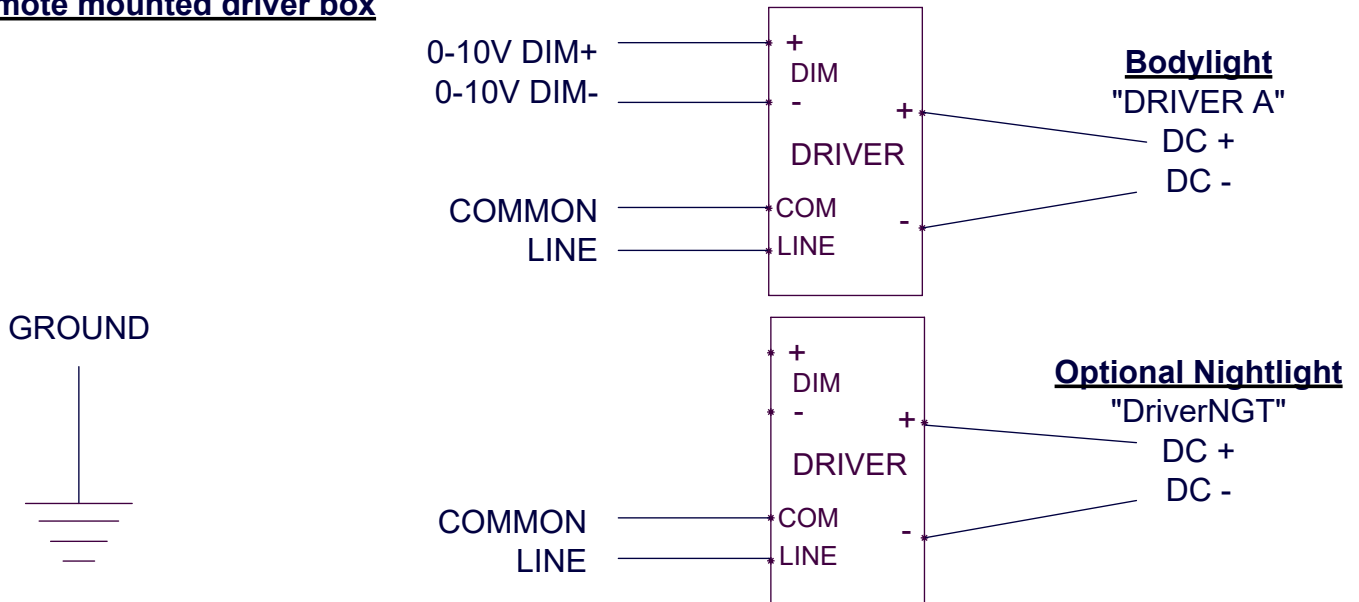 mounted driver box
0-10V DIM+
0-10V DIM-
COMMON
LINE
+
DIM
-
+
DRIVER
COM
-
LINE
Bodylight
"DRIVER A"
DC +
DC -
GROUND
+
DIM
-
+
DRIVER
COM
-
LINE
COMMON
LINE
Optional Nightlight
"DriverNGT"
DC +
DC -